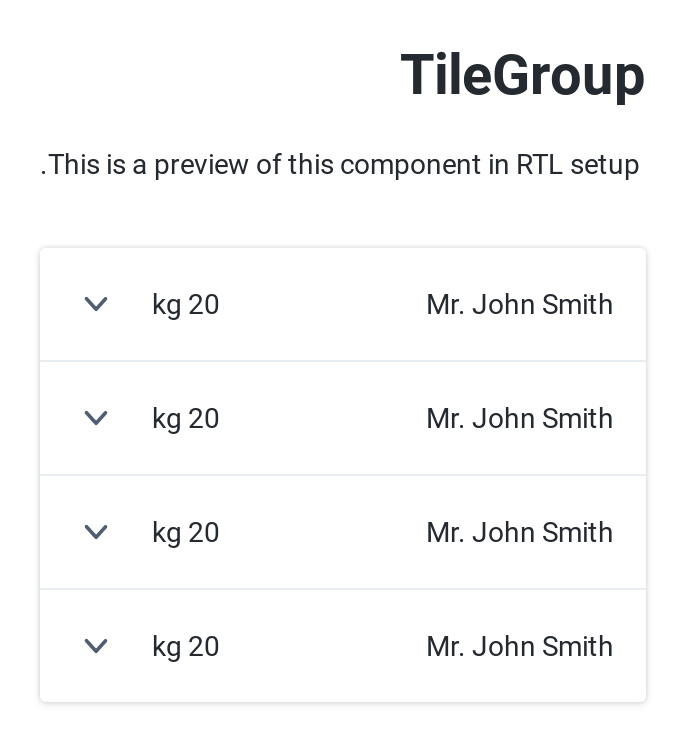 TileGroup
.This is a preview of this component in RTL setup
Mr. John Smith kg 20
Mr. John Smith kg 20
Mr. John Smith kg 20
Mr. John Smith kg 20